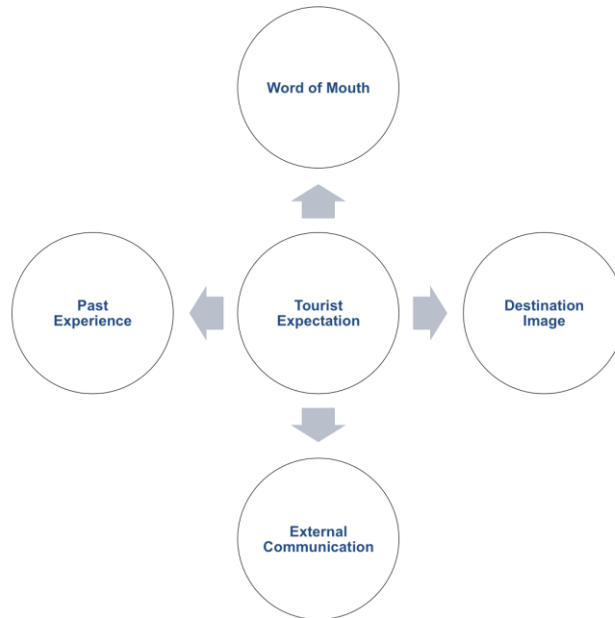 Word of Mouth
Past
Experience
Tourist
Expectation
Destination
Image
External
Communication